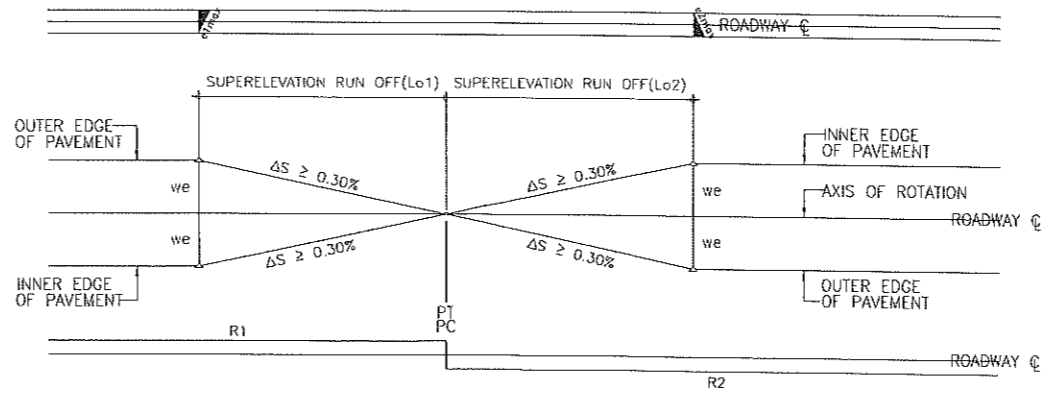 e1max
e2max
ROADWAY ℄
SUPERELEVATION RUN OFF(Lo1)
SUPERELEVATION RUN OFF(Lo2)
OUTER EDGE
OF PAVEMENT
INNER EDGE
OF PAVEMENT
ΔS ≥ 0.30%
ΔS ≥ 0.30%
we
we
AXIS OF ROTATION
ROADWAY ℄
we
we
ΔS ≥ 0.30%
ΔS ≥ 0.30%
INNER EDGE
OF PAVEMENT
OUTER EDGE
OF PAVEMENT
PT
PC
R1
ROADWAY ℄
R2